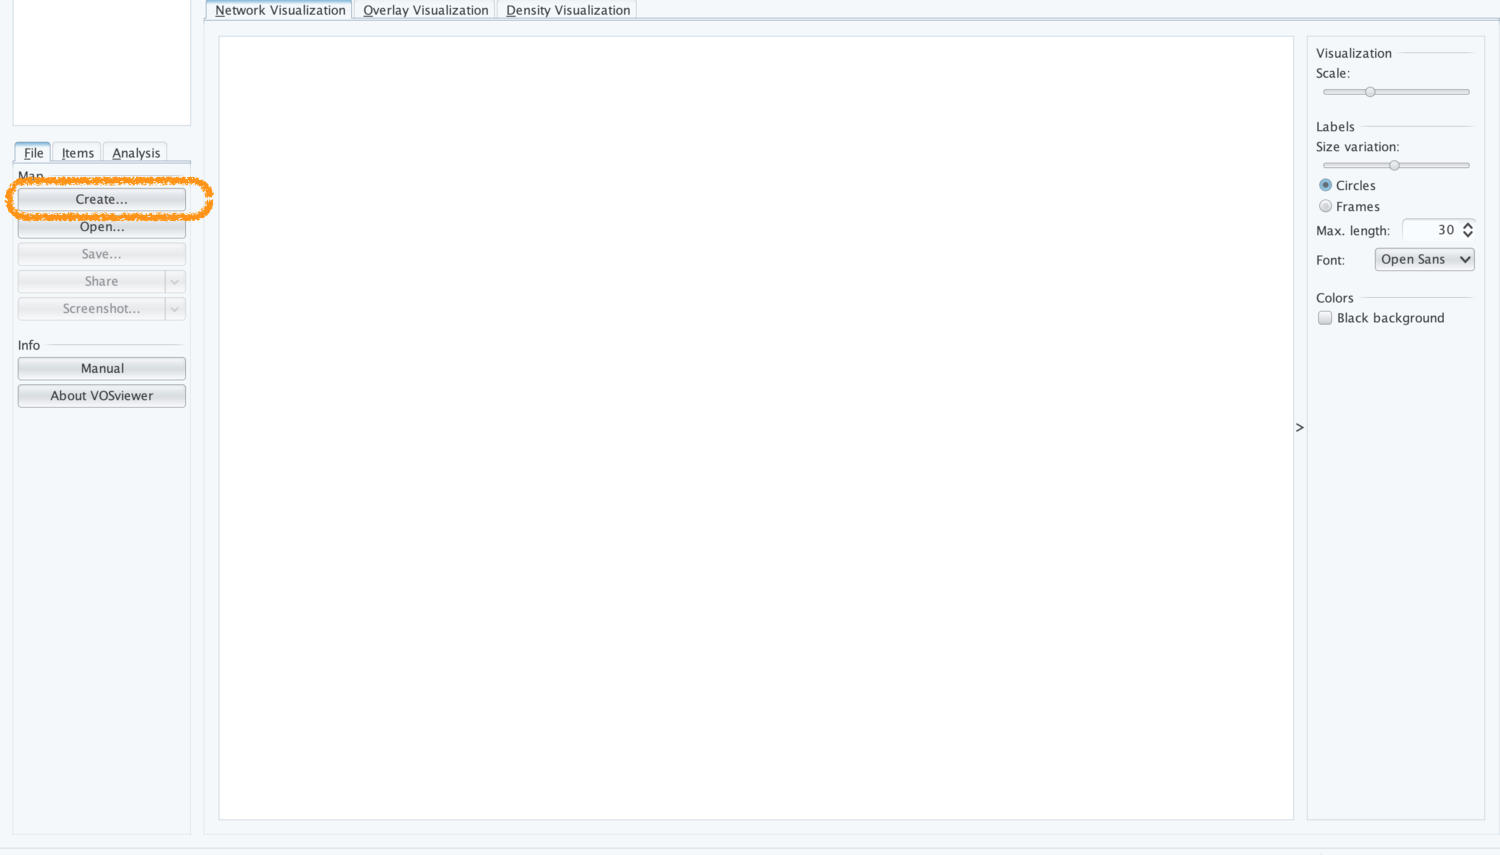 Network Visualization Overlay Visualization Density Visualization
File Items Analysis
Map
Create...
Open...
Save...
Share
Screenshot...
Info
Manual
About VOSviewer
>
Visualization
Scale:
Labels
Size variation:
Circles
Frames
Max. length: 30
Font: Open Sans
Colors
Black background